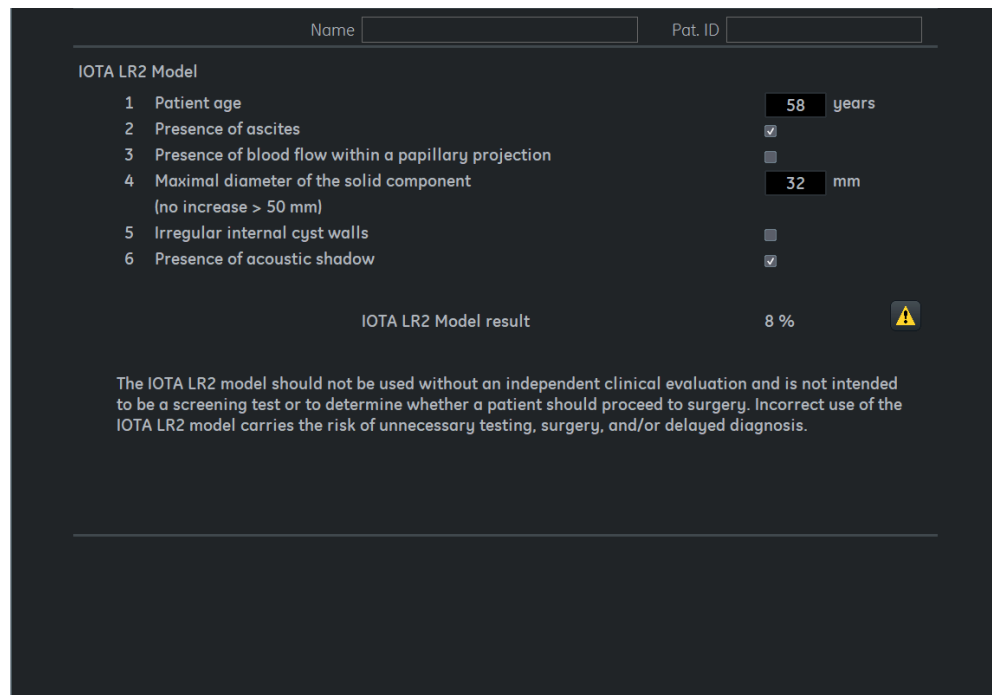 Name Pat. ID
IOTA LR2 Model
1 Patient age 58 years
2 Presence of ascites
3 Presence of blood flow within a papillary projection
4 Maximal diameter of the solid component 32 mm
(no increase > 50 mm)
5 Irregular internal cyst walls
6 Presence of acoustic shadow
IOTA LR2 Model result 8 %
The IOTA LR2 model should not be used without an independent clinical evaluation and is not intended
to be a screening test or to determine whether a patient should proceed to surgery. Incorrect use of the
IOTA LR2 model carries the risk of unnecessary testing, surgery, and/or delayed diagnosis.